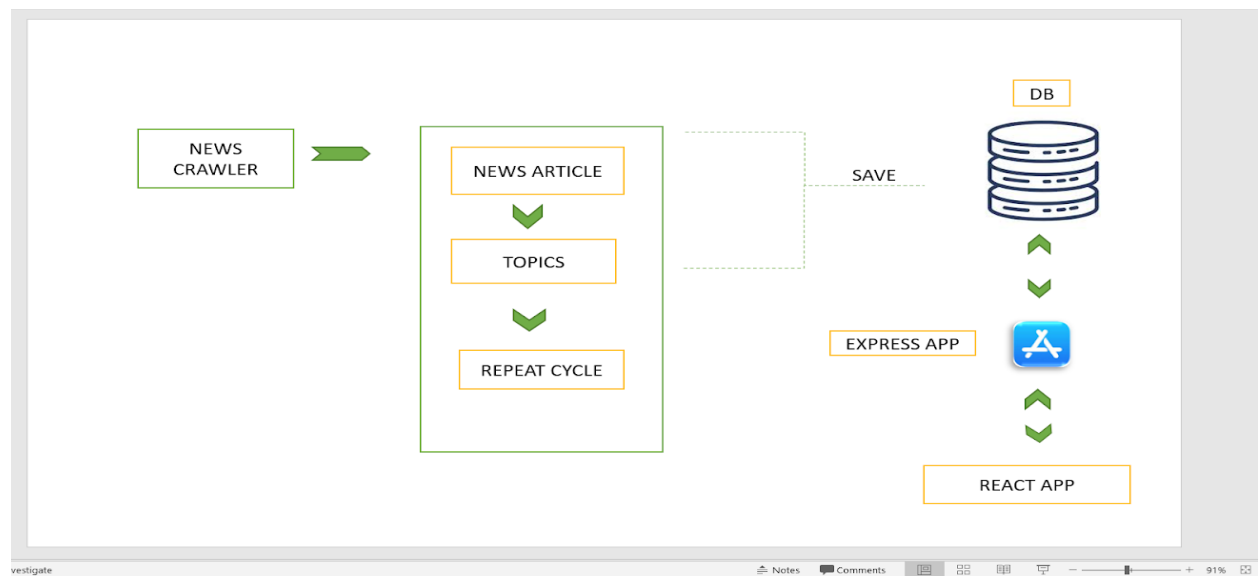 DB
NEWS
CRAWLER
NEWS ARTICLE
SAVE
TOPICS
EXPRESS APP
REPEAT CYCLE
REACT APP
vestigate
Notes
Comments
91%